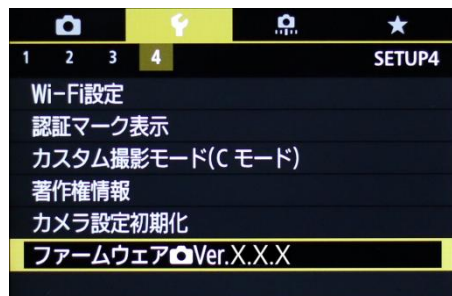 1 2 3 4 SETUP4
Wi-Fi設定
認証マーク表示
カスタム撮影モード(Cモード)
著作権情報
カメラ設定初期化
ファームウェア Ver.X.X.X